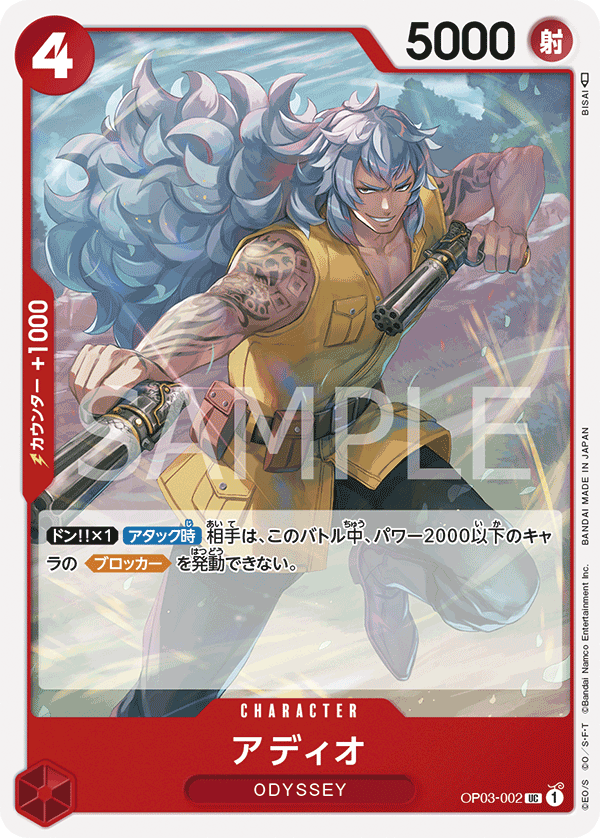 4
5000
射
BISAI
カウンター +1000
SAMPLE
ドン!!×1 アタック時 相手は、このバトル中、パワー2000以下のキャ
ラの ブロッカー を発動できない。
CHARACTER
アディオ
ODYSSEY
OP03-002 UC 1
©E.O/S ©O/S・F・T ©Bandai Namco Entertainment Inc. BANDAI MADE IN JAPAN